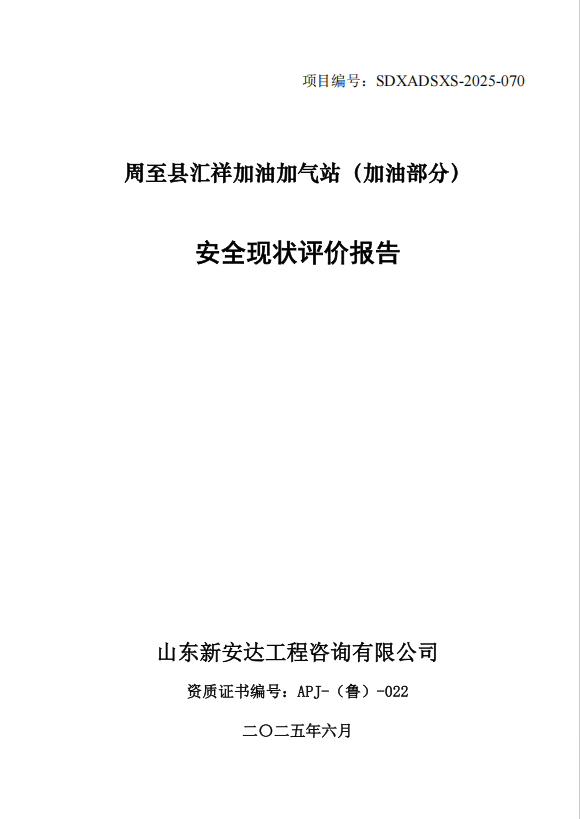 项目编号：SDXADSXS-2025-070
周至县汇祥加油加气站（加油部分）
安全现状评价报告
山东新安达工程咨询有限公司
资质证书编号：APJ-（鲁）-022
二〇二五年六月